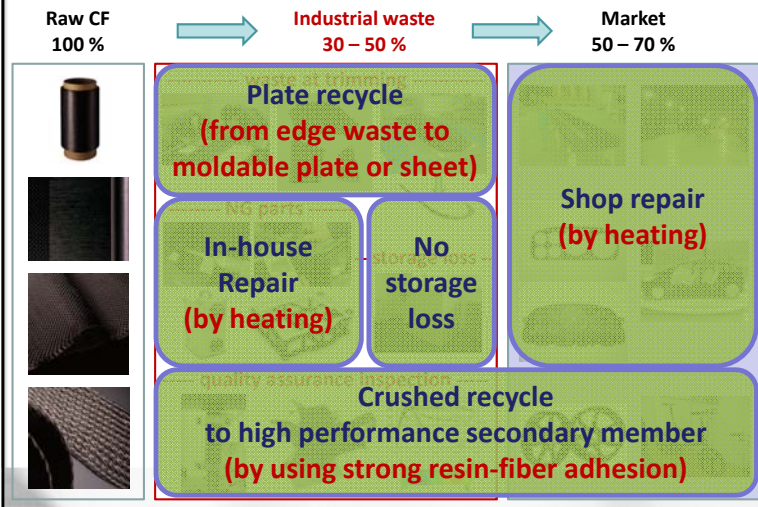 Raw CF
100 %
Industrial waste
30 – 50 %
Market
50 – 70 %
waste at trimming
Plate recycle
(from edge waste to
moldable plate or sheet)
NG parts
In-house
Repair
(by heating)
storage loss
No
storage
loss
Shop repair
(by heating)
quality assurance inspection
Crushed recycle
to high performance secondary member
(by using strong resin-fiber adhesion)